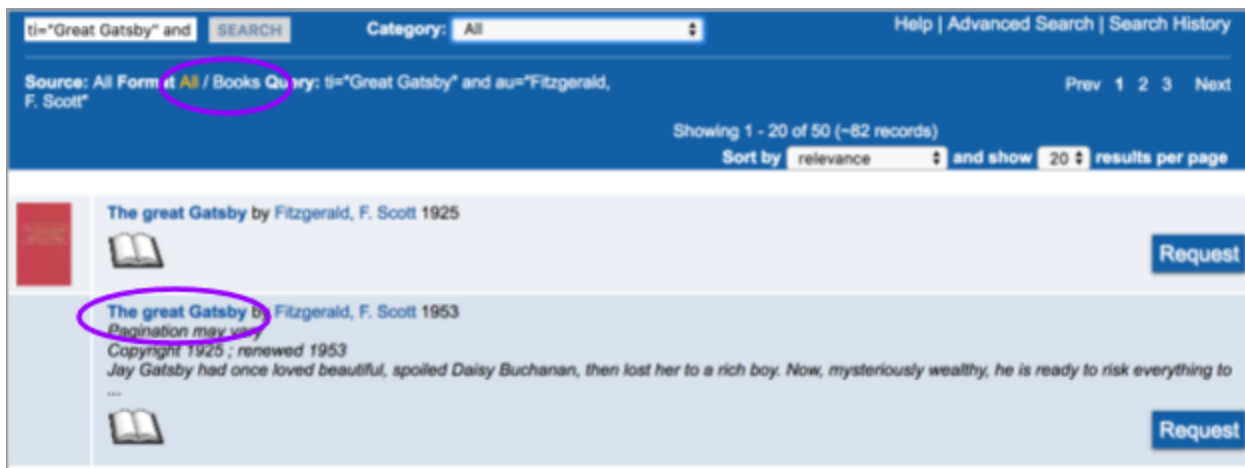 ti="Great Gatsby" and SEARCH Category: All Help | Advanced Search | Search History
Source: All Format All / Books Query: ti="Great Gatsby" and au="Fitzgerald,
F. Scott"
Prev 1 2 3 Next
Showing 1 - 20 of 50 (~82 records)
Sort by relevance and show 20 results per page
The great Gatsby by Fitzgerald, F. Scott 1925
Request
The great Gatsby by Fitzgerald, F. Scott 1953
Pagination may vary
Copyright 1925 ; renewed 1953
Jay Gatsby had once loved beautiful, spoiled Daisy Buchanan, then lost her to a rich boy. Now, mysteriously wealthy, he is ready to risk everything to
...
Request